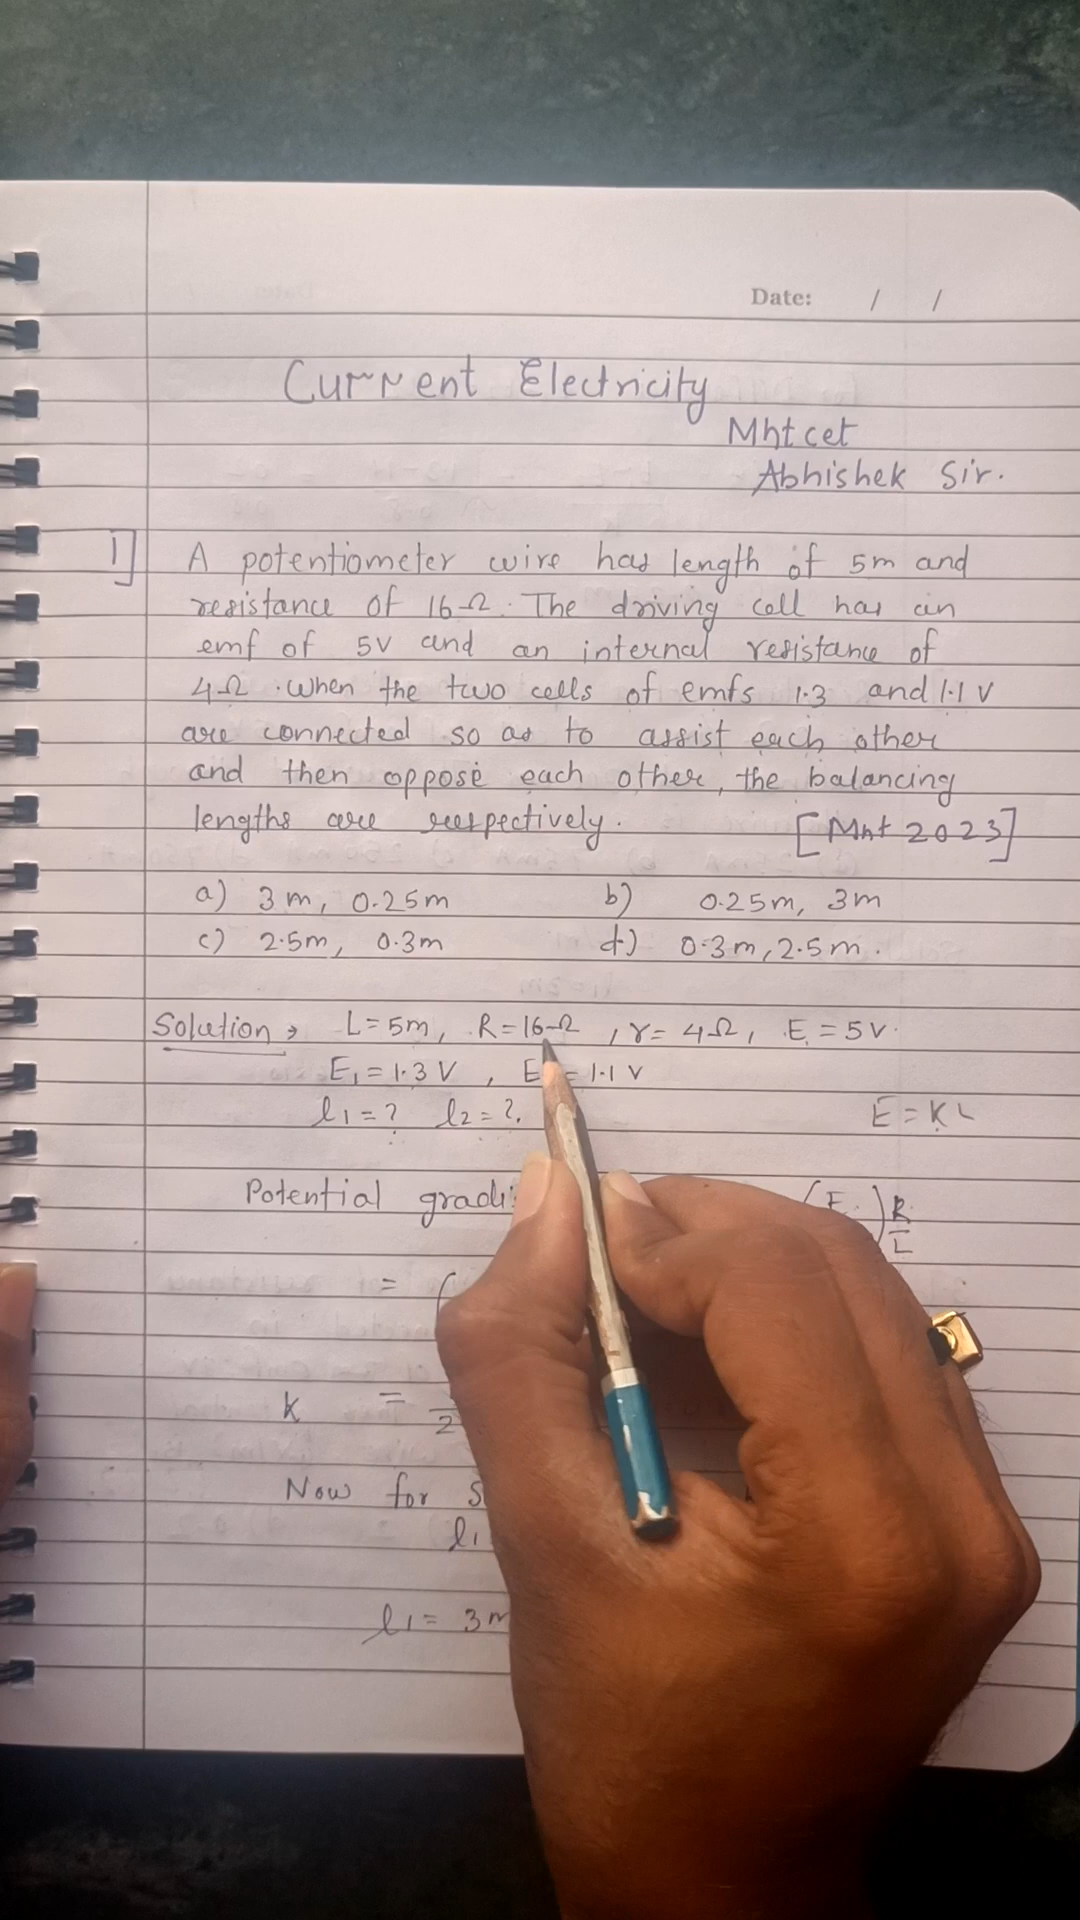 Date: / /
Current Electricity
Mhtcet
Abhishek Sir.
1] A potentiometer wire has length of 5m and
resistance of 16Ω. The driving cell has an
emf of 5V and an internal resistance of
4Ω. When the two cells of emfs 1.3 and 1.1 V
are connected so as to assist each other
and then oppose each other, the balancing
lengths are respectively. [Mht 2023]
a) 3m, 0.25m b) 0.25m, 3m
c) 2.5m, 0.3m d) 0.3m, 2.5m.
Solution → L=5m, R=16Ω, r=4Ω, E=5V.
E₁=1.3V, E =1.1V
l₁=? l₂=?. E=KL
Potential (E )R/L
= (
K =
Now for
l₁
l₁= 3